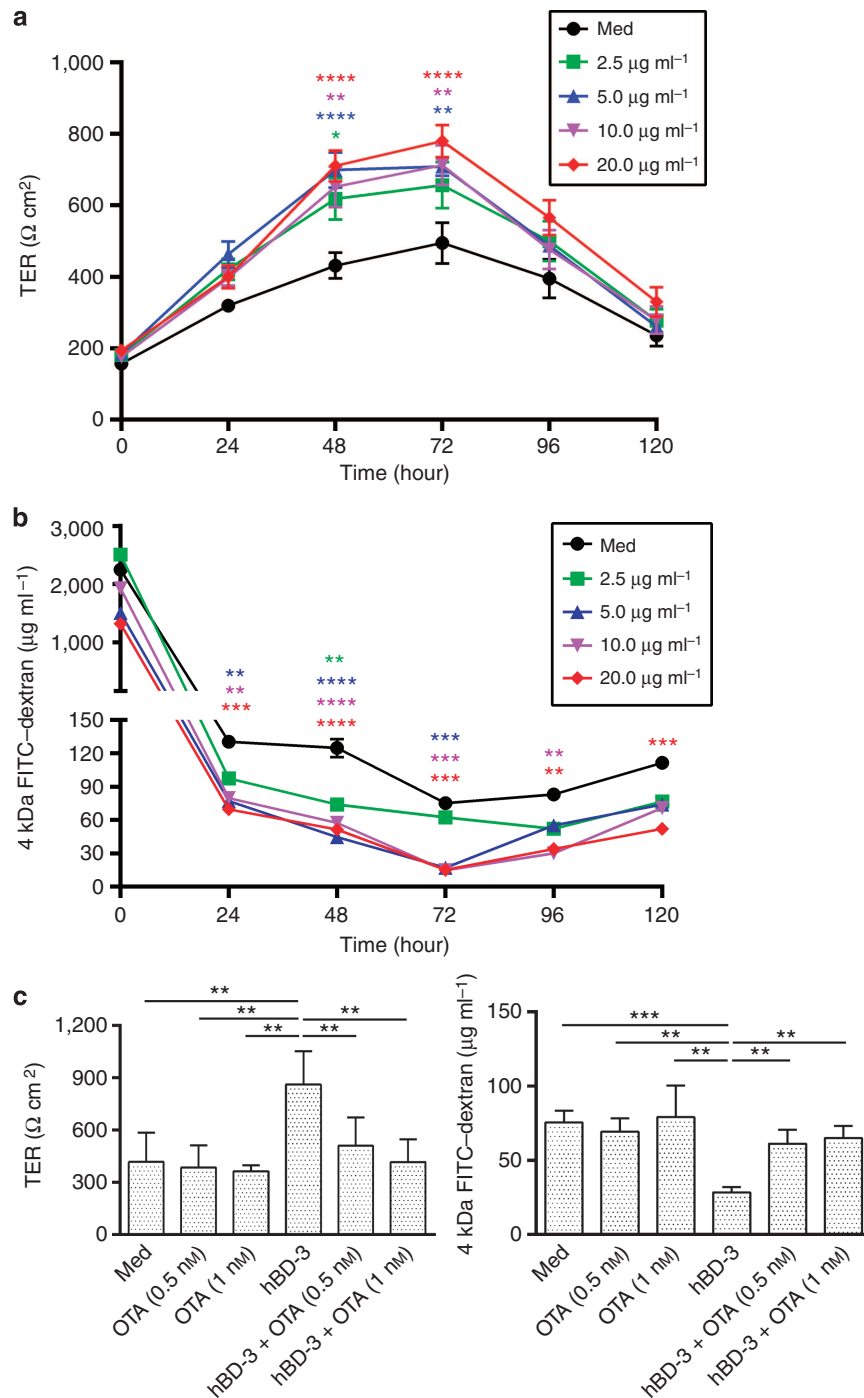 a
Med
2.5 μg ml⁻¹
5.0 μg ml⁻¹
10.0 μg ml⁻¹
20.0 μg ml⁻¹
TER (Ω cm²)
1,000
800
600
400
200
0
****
**
****
*
****
**
**
0 24 48 72 96 120
Time (hour)
b
Med
2.5 μg ml⁻¹
5.0 μg ml⁻¹
10.0 μg ml⁻¹
20.0 μg ml⁻¹
4 kDa FITC–dextran (μg ml⁻¹)
3,000
2,000
1,000
150
120
90
60
30
0
**
**
***
**
****
****
****
***
***
***
**
**
***
0 24 48 72 96 120
Time (hour)
c
TER (Ω cm²)
1,200
900
600
300
0
**
** **
** **
Med
OTA (0.5 nM)
OTA (1 nM)
hBD-3
hBD-3 + OTA (0.5 nM)
hBD-3 + OTA (1 nM)
4 kDa FITC–dextran (μg ml⁻¹)
150
100
50
0
***
** **
** **
Med
OTA (0.5 nM)
OTA (1 nM)
hBD-3
hBD-3 + OTA (0.5 nM)
hBD-3 + OTA (1 nM)